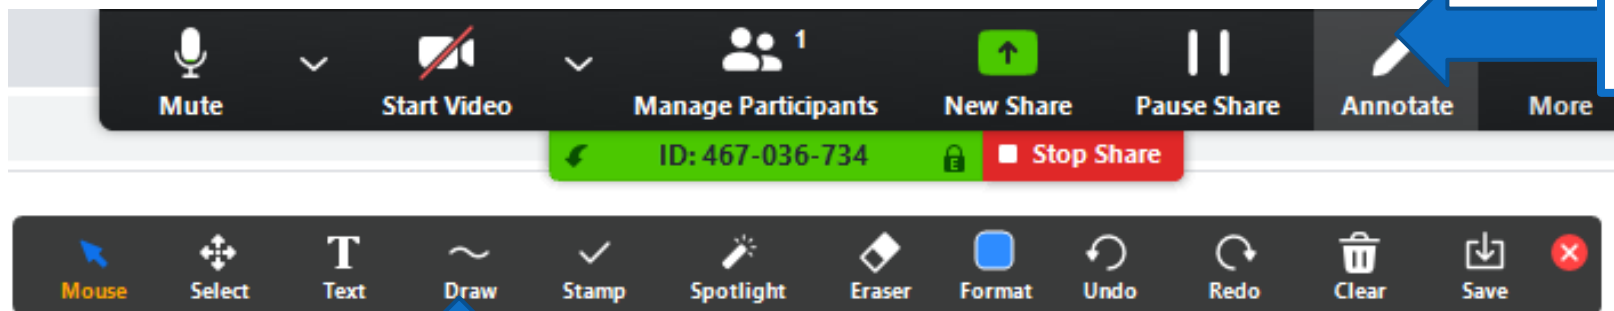 1
Mute Start Video Manage Participants New Share Pause Share Annotate More
ID: 467-036-734 Stop Share
T
Mouse Select Text Draw Stamp Spotlight Eraser Format Undo Redo Clear Save